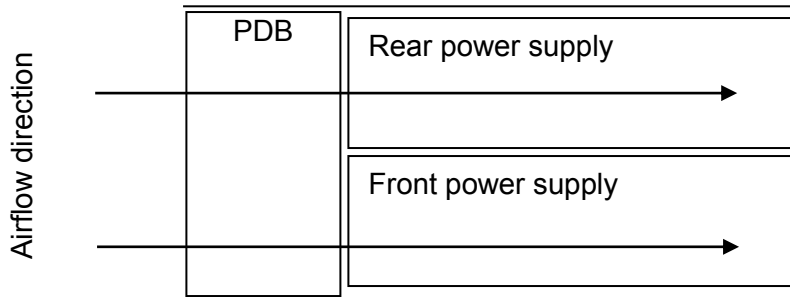 Airflow direction
PDB
Rear power supply
Front power supply